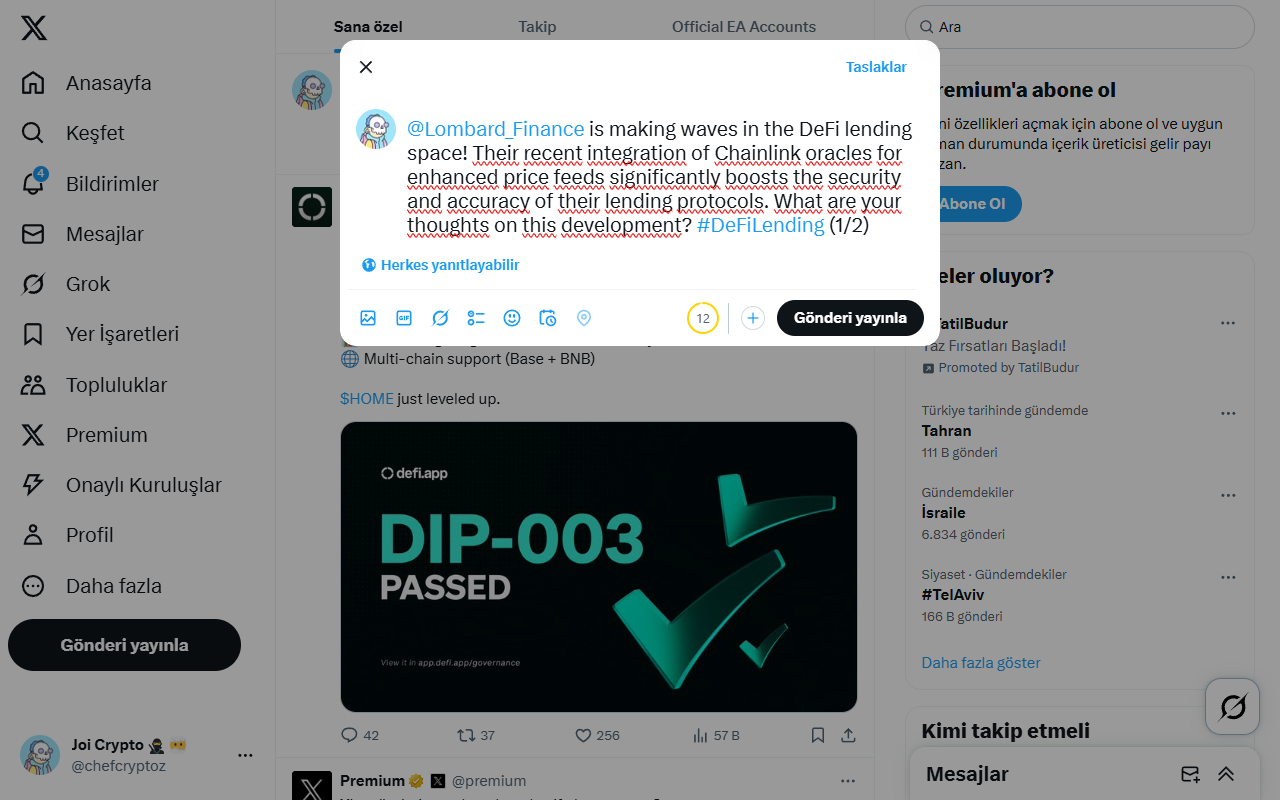 Anasayfa
Keşfet
4
Bildirimler
Mesajlar
Grok
Yer İşaretleri
Topluluklar
Premium
Onaylı Kuruluşlar
Profil
Daha fazla
Gönderi yayınla
Joi Crypto
@chefcryptoz
Sana özel
Takip
Official EA Accounts
Taslaklar
@Lombard_Finance is making waves in the DeFi lending
space! Their recent integration of Chainlink oracles for
enhanced price feeds significantly boosts the security
and accuracy of their lending protocols. What are your
thoughts on this development? #DeFiLending (1/2)
Herkes yanıtlayabilir
GIF
12
Gönderi yayınla
Multi-chain support (Base + BNB)
$HOME just leveled up.
defi.app
DIP-003
PASSED
View it in app.defi.app/governance
42
37
256
57 B
Premium
@premium
Ara
remium'a abone ol
ni özellikleri açmak için abone ol ve uygun
man durumunda içerik üreticisi gelir payı
zan.
Abone Ol
eler oluyor?
TatilBudur
Yaz Fırsatları Başladı!
Promoted by TatilBudur
Türkiye tarihinde gündemde
Tahran
111 B gönderi
Gündemdekiler
İsraile
6.834 gönderi
Siyaset · Gündemdekiler
#TelAviv
166 B gönderi
Daha fazla göster
Kimi takip etmeli
Mesajlar